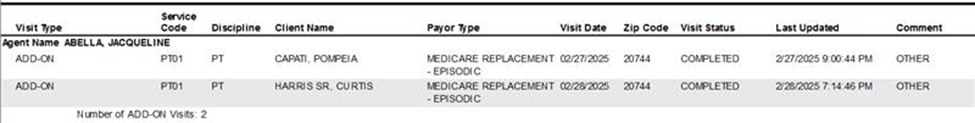 Visit Type Service Code Discipline Client Name Payor Type Visit Date Zip Code Visit Status Last Updated Comment
Agent Name ABELLA, JACQUELINE
ADD-ON PT01 PT CAPATI, POMPEIA MEDICARE REPLACEMENT - EPISODIC 02/27/2025 20744 COMPLETED 2/27/2025 9:00:44 PM OTHER
ADD-ON PT01 PT HARRIS SR, CURTIS MEDICARE REPLACEMENT - EPISODIC 02/28/2025 20744 COMPLETED 2/28/2025 7:14:46 PM OTHER
Number of ADD-ON Visits: 2